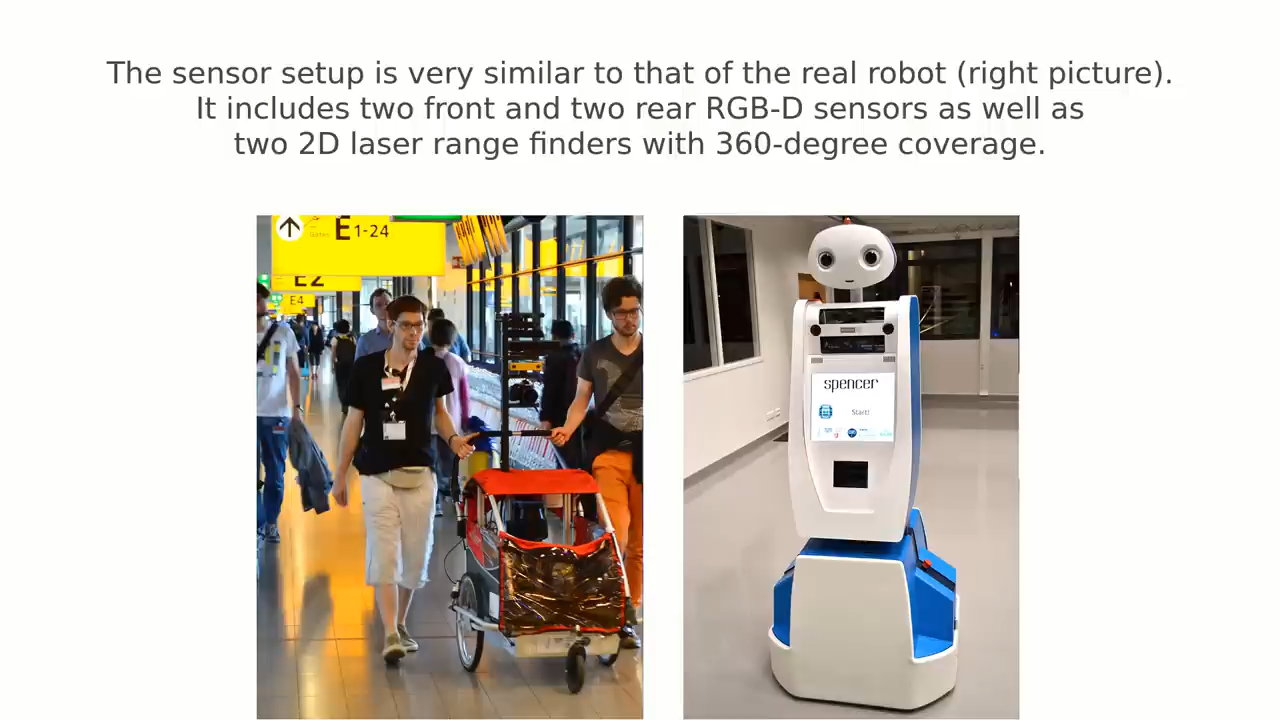 The sensor setup is very similar to that of the real robot (right picture).
It includes two front and two rear RGB-D sensors as well as
two 2D laser range finders with 360-degree coverage.
E 1-24
E2
E4
spencer
Start!